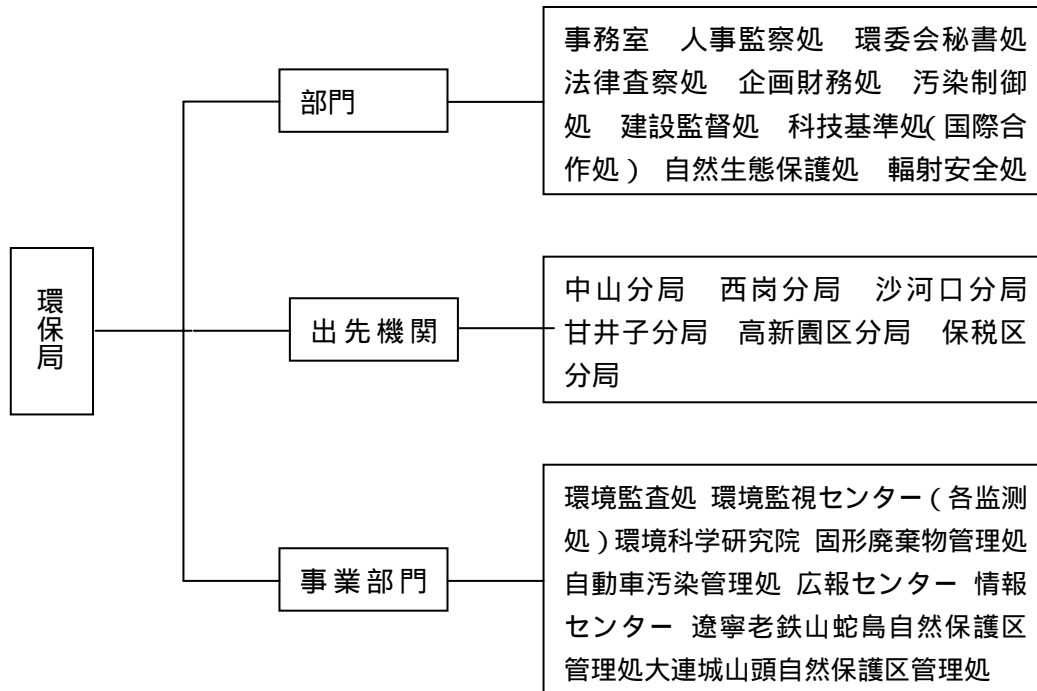 事務室　人事監察処　環委会秘書処
法律査察処　企画財務処　汚染制御
処　建設監督処　科技基準処(国際合
作処)　自然生態保護処　輻射安全処
部門
中山分局　西岗分局　沙河口分局
甘井子分局　高新園区分局　保税区
分局
環保局
出先機関
環境監査処 環境監視センター(各监测
処)環境科学研究院 固形廃棄物管理処
自動車汚染管理処 広報センター 情報
センター 遼寧老鉄山蛇島自然保護区
管理処大連城山頭自然保護区管理処
事業部門